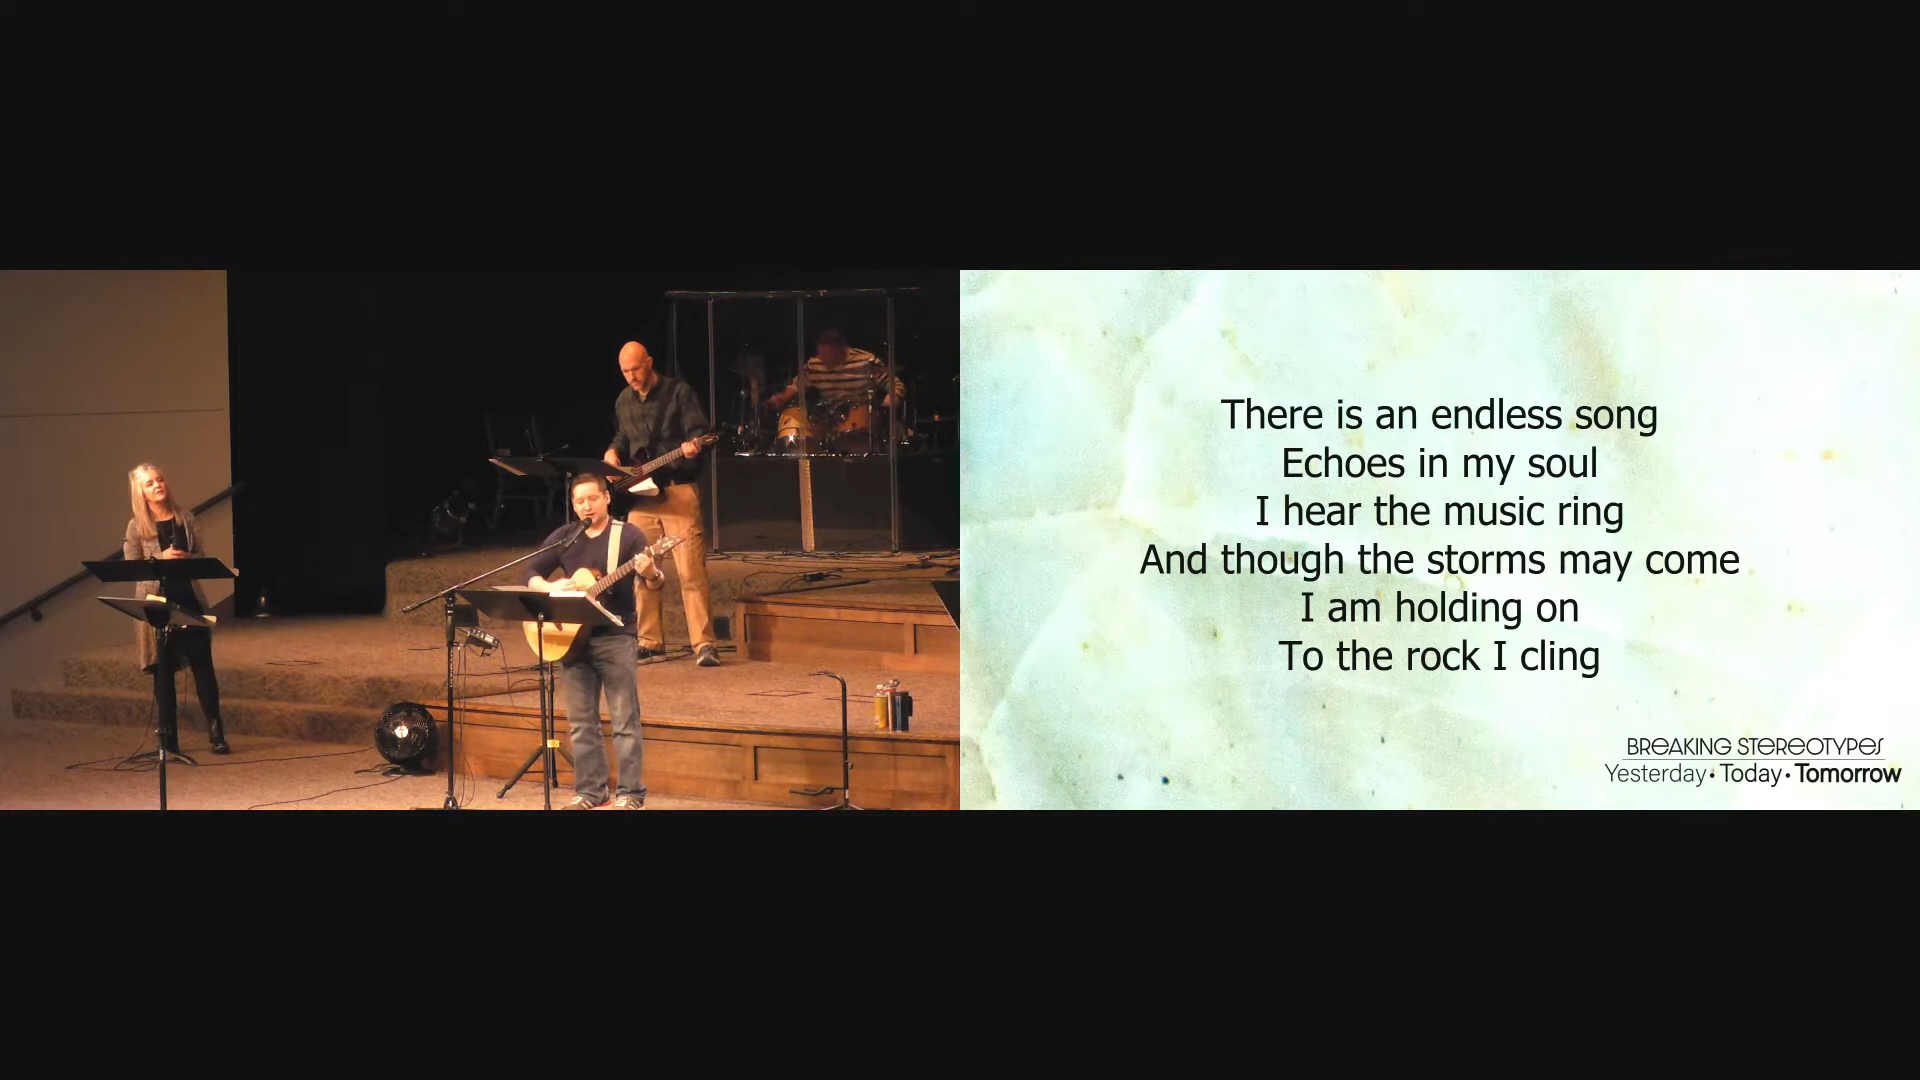 There is an endless song
Echoes in my soul
I hear the music ring
And though the storms may come
I am holding on
To the rock I cling
BREAKING STEREOTYPES
Yesterday • Today • Tomorrow